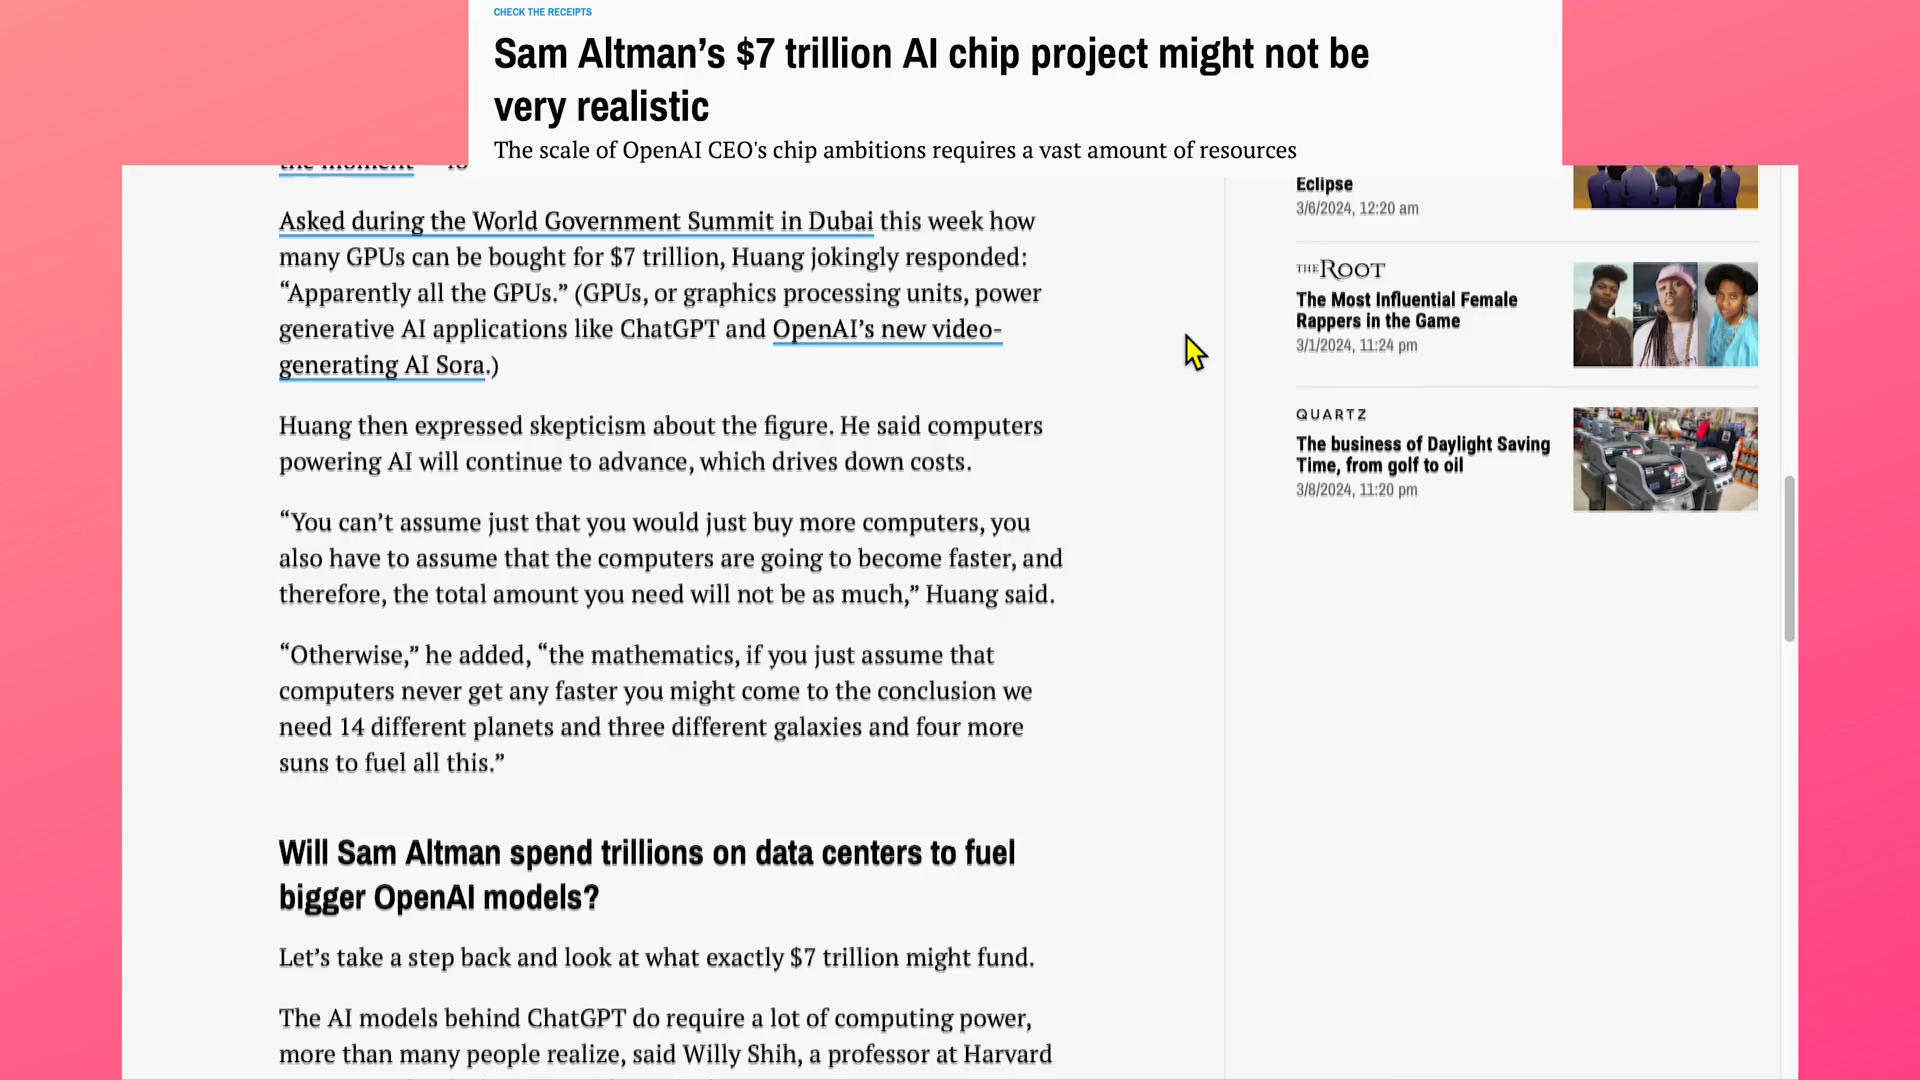 CHECK THE RECEIPTS
Sam Altman’s $7 trillion AI chip project might not be
very realistic
The scale of OpenAI CEO's chip ambitions requires a vast amount of resources
the moment
Asked during the World Government Summit in Dubai this week how
many GPUs can be bought for $7 trillion, Huang jokingly responded:
“Apparently all the GPUs.” (GPUs, or graphics processing units, power
generative AI applications like ChatGPT and OpenAI’s new video-
generating AI Sora.)
Huang then expressed skepticism about the figure. He said computers
powering AI will continue to advance, which drives down costs.
“You can’t assume just that you would just buy more computers, you
also have to assume that the computers are going to become faster, and
therefore, the total amount you need will not be as much,” Huang said.
“Otherwise,” he added, “the mathematics, if you just assume that
computers never get any faster you might come to the conclusion we
need 14 different planets and three different galaxies and four more
suns to fuel all this.”
Will Sam Altman spend trillions on data centers to fuel
bigger OpenAI models?
Let’s take a step back and look at what exactly $7 trillion might fund.
The AI models behind ChatGPT do require a lot of computing power,
more than many people realize, said Willy Shih, a professor at Harvard
Eclipse
3/6/2024, 12:20 am
THE ROOT
The Most Influential Female
Rappers in the Game
3/1/2024, 11:24 pm
QUARTZ
The business of Daylight Saving
Time, from golf to oil
3/8/2024, 11:20 pm